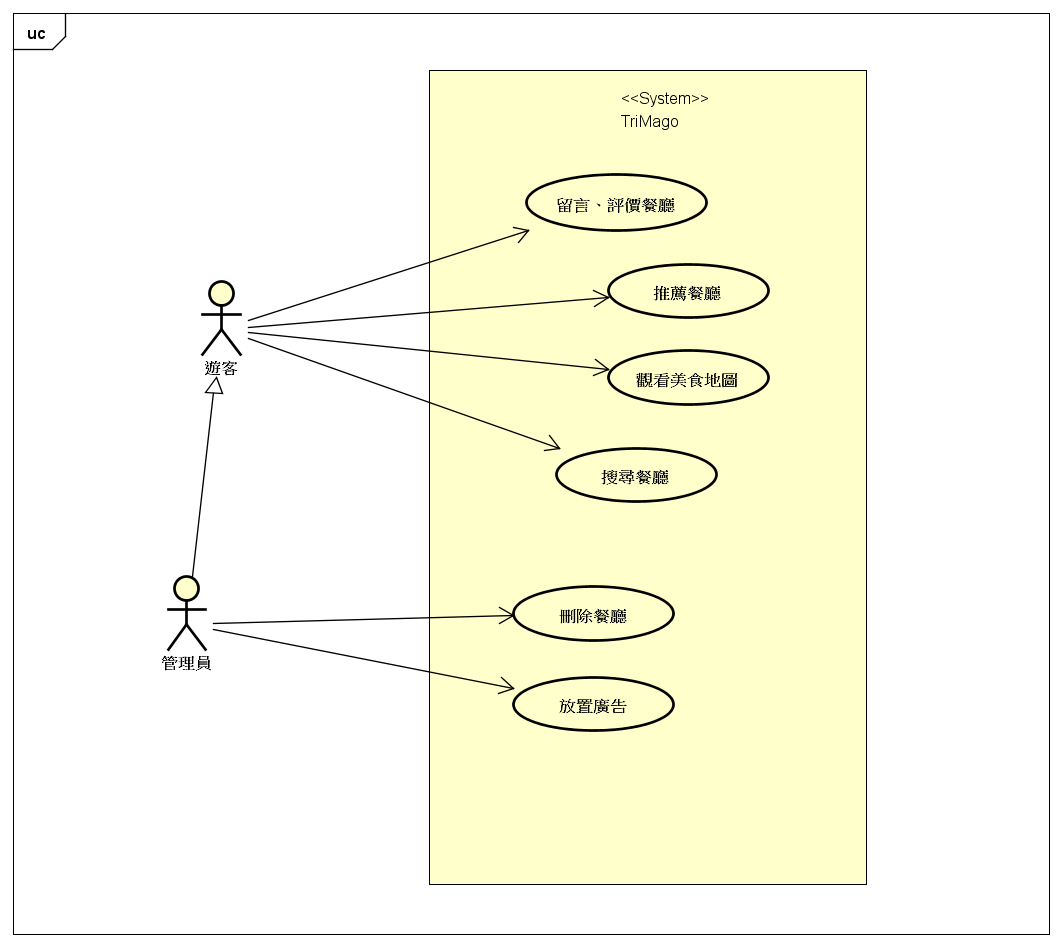 uc
<<System>>
TriMago
留言、評價餐廳
推薦餐廳
觀看美食地圖
搜尋餐廳
遊客
刪除餐廳
管理員
放置廣告